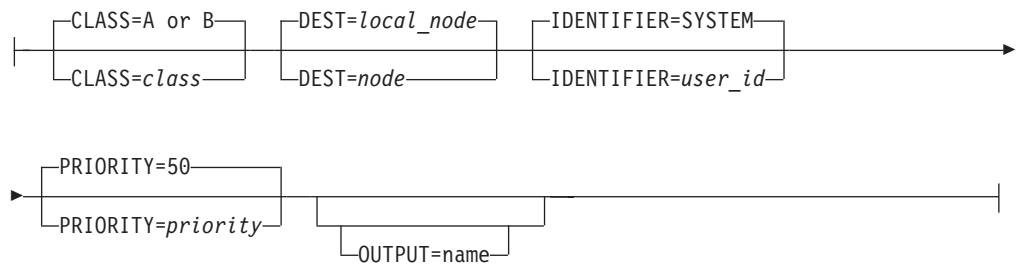 CLASS=A or B DEST=local_node IDENTIFIER=SYSTEM
CLASS=class DEST=node IDENTIFIER=user_id
PRIORITY=50
PRIORITY=priority
OUTPUT=name